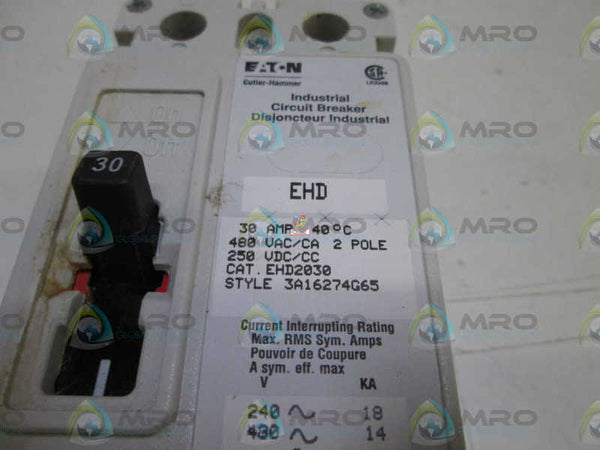 EATON
Cutler-Hammer
Industrial
Circuit Breaker
Disjoncteur Industrial
30
EHD
30 AMP 40°C
480 VAC/CA 2 POLE
250 VDC/CC
CAT. EHD2030
STYLE 3A16274G65
Current Interrupting Rating
Max. RMS Sym. Amps
Pouvoir de Coupure
A sym. eff. max
V KA
240 ~ 18
480 ~ 14
MRO